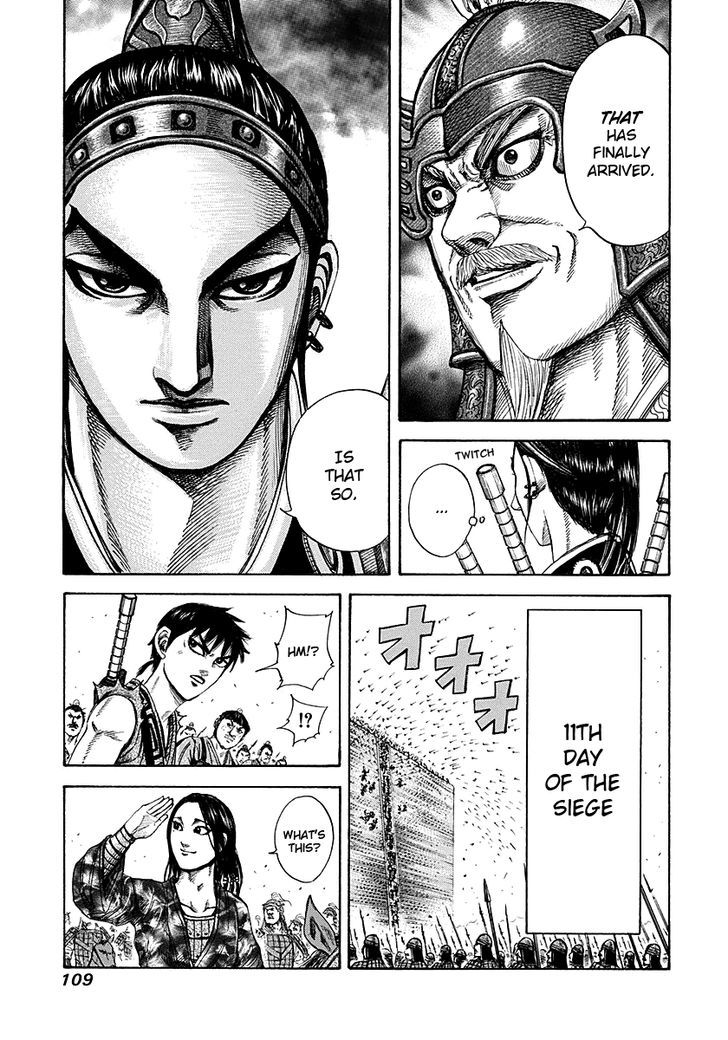 THAT
HAS
FINALLY
ARRIVED.
IS
THAT
SO.
TWITCH
...
11TH
DAY
OF THE
SIEGE
オオオ
HM!?
!?
WHAT'S
THIS?
109